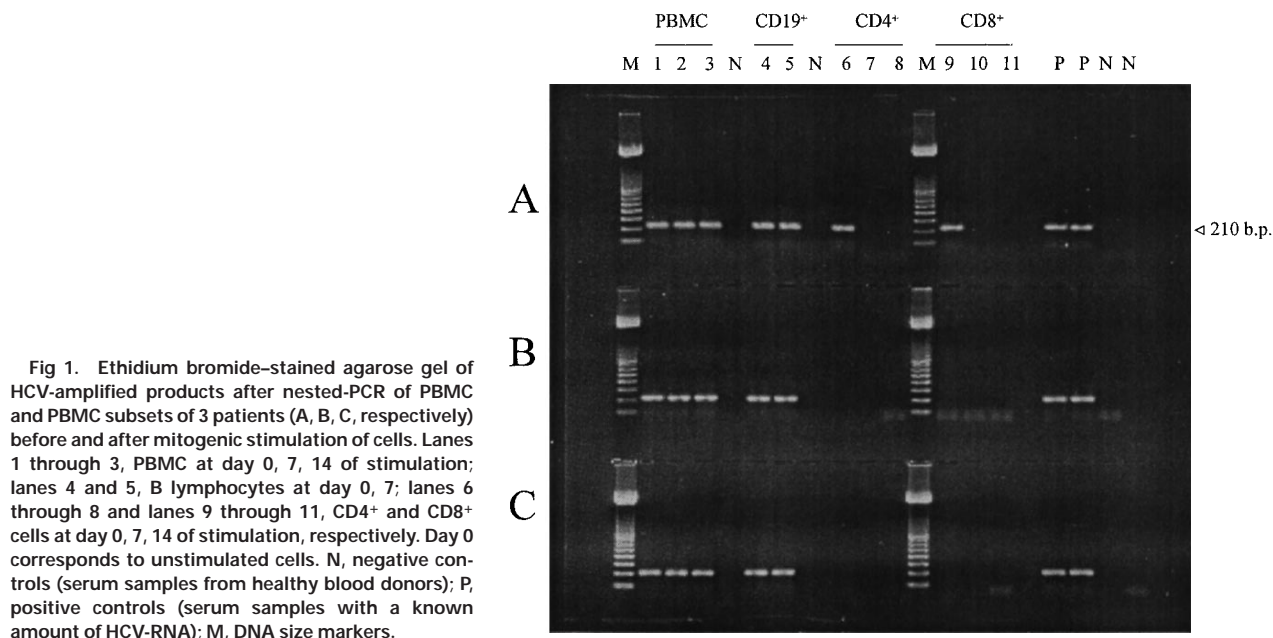 PBMC CD19⁺ CD4⁺ CD8⁺
M 1 2 3 N 4 5 N 6 7 8 M 9 10 11 P P N N
A
◃ 210 b.p.
B
C
Fig 1. Ethidium bromide–stained agarose gel of
HCV-amplified products after nested-PCR of PBMC
and PBMC subsets of 3 patients (A, B, C, respectively)
before and after mitogenic stimulation of cells. Lanes
1 through 3, PBMC at day 0, 7, 14 of stimulation;
lanes 4 and 5, B lymphocytes at day 0, 7; lanes 6
through 8 and lanes 9 through 11, CD4⁺ and CD8⁺
cells at day 0, 7, 14 of stimulation, respectively. Day 0
corresponds to unstimulated cells. N, negative con-
trols (serum samples from healthy blood donors); P,
positive controls (serum samples with a known
amount of HCV-RNA); M, DNA size markers.